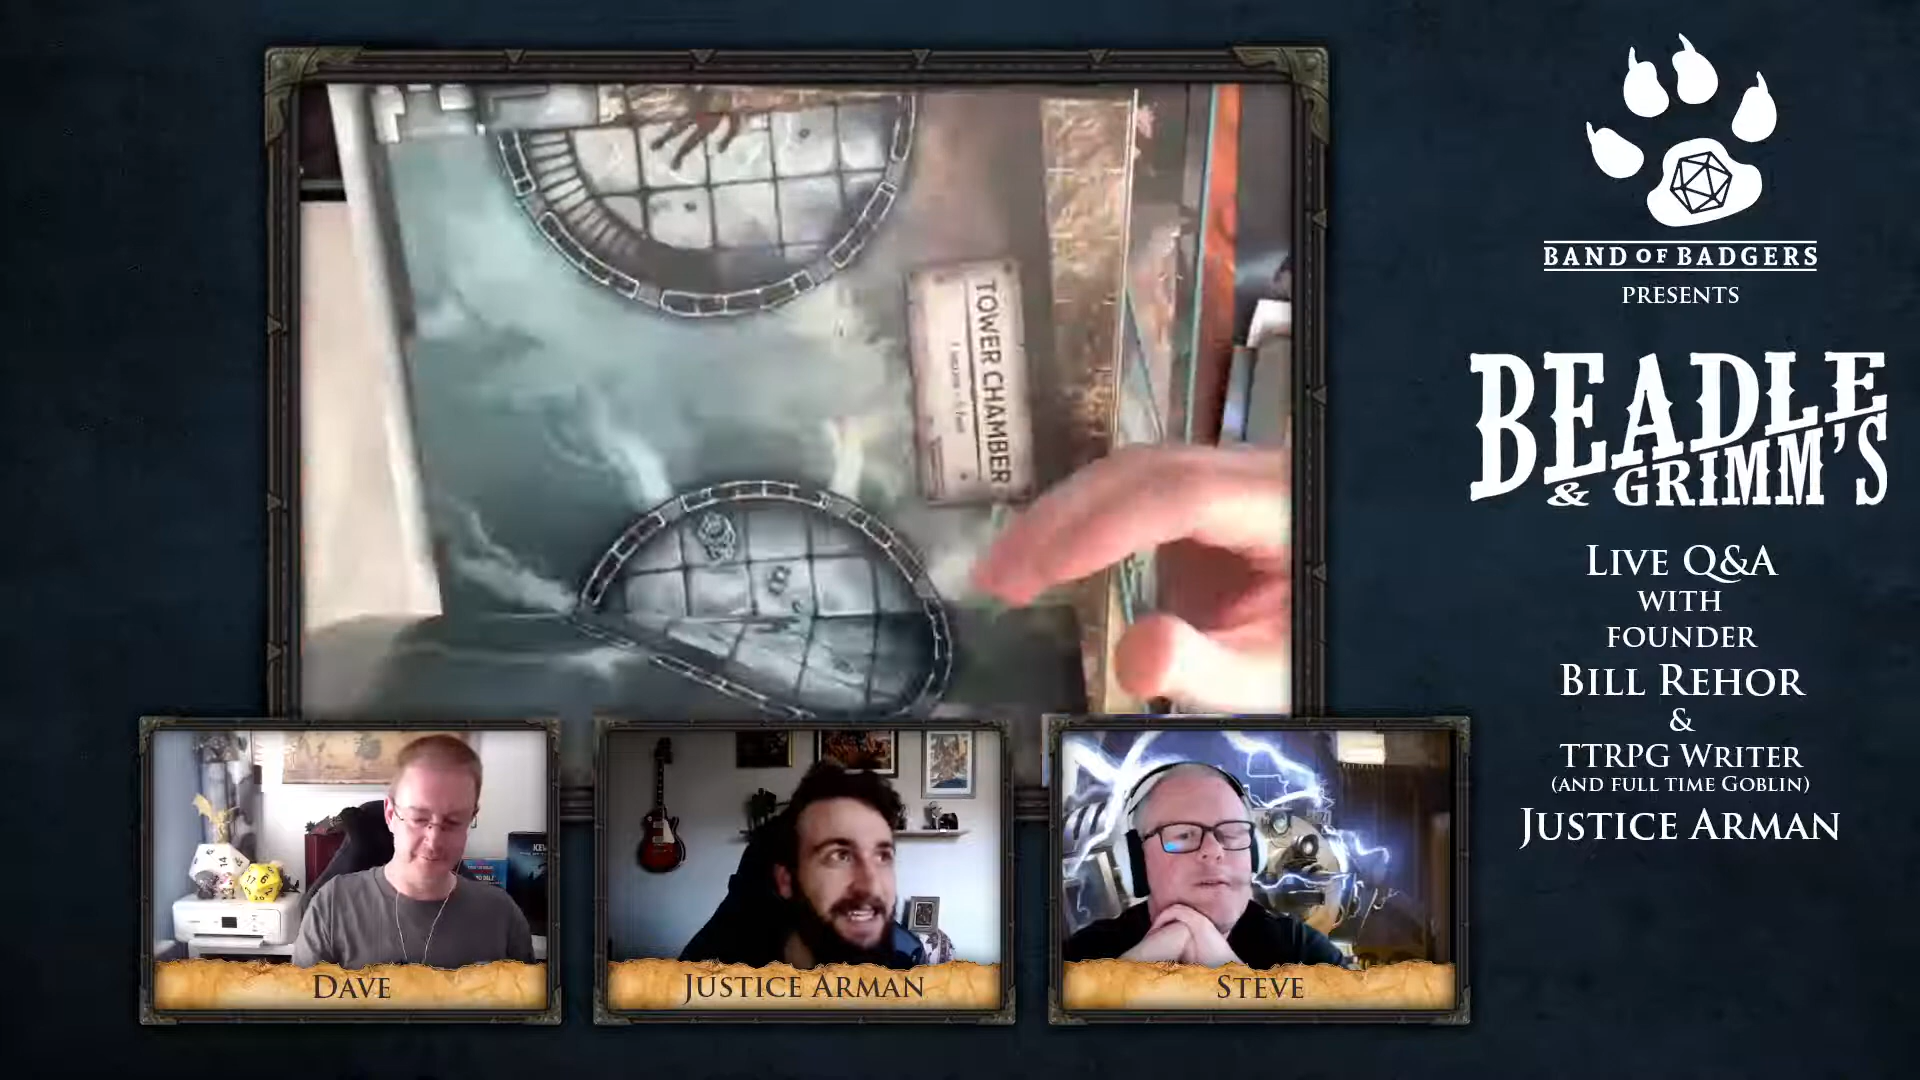 TOWER CHAMBER
BAND OF BADGERS
PRESENTS
BEADLE
& GRIMM'S
LIVE Q&A
WITH
FOUNDER
BILL REHOR
&
TTRPG WRITER
(AND FULL TIME GOBLIN)
JUSTICE ARMAN
DAVE
JUSTICE ARMAN
STEVE